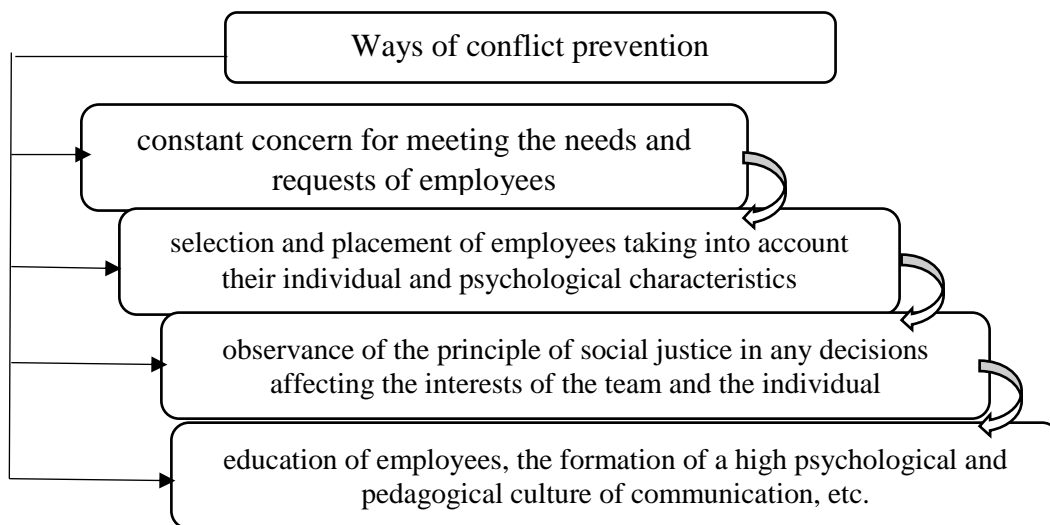 Ways of conflict prevention
constant concern for meeting the needs and
requests of employees
selection and placement of employees taking into account
their individual and psychological characteristics
observance of the principle of social justice in any decisions
affecting the interests of the team and the individual
education of employees, the formation of a high psychological and
pedagogical culture of communication, etc.